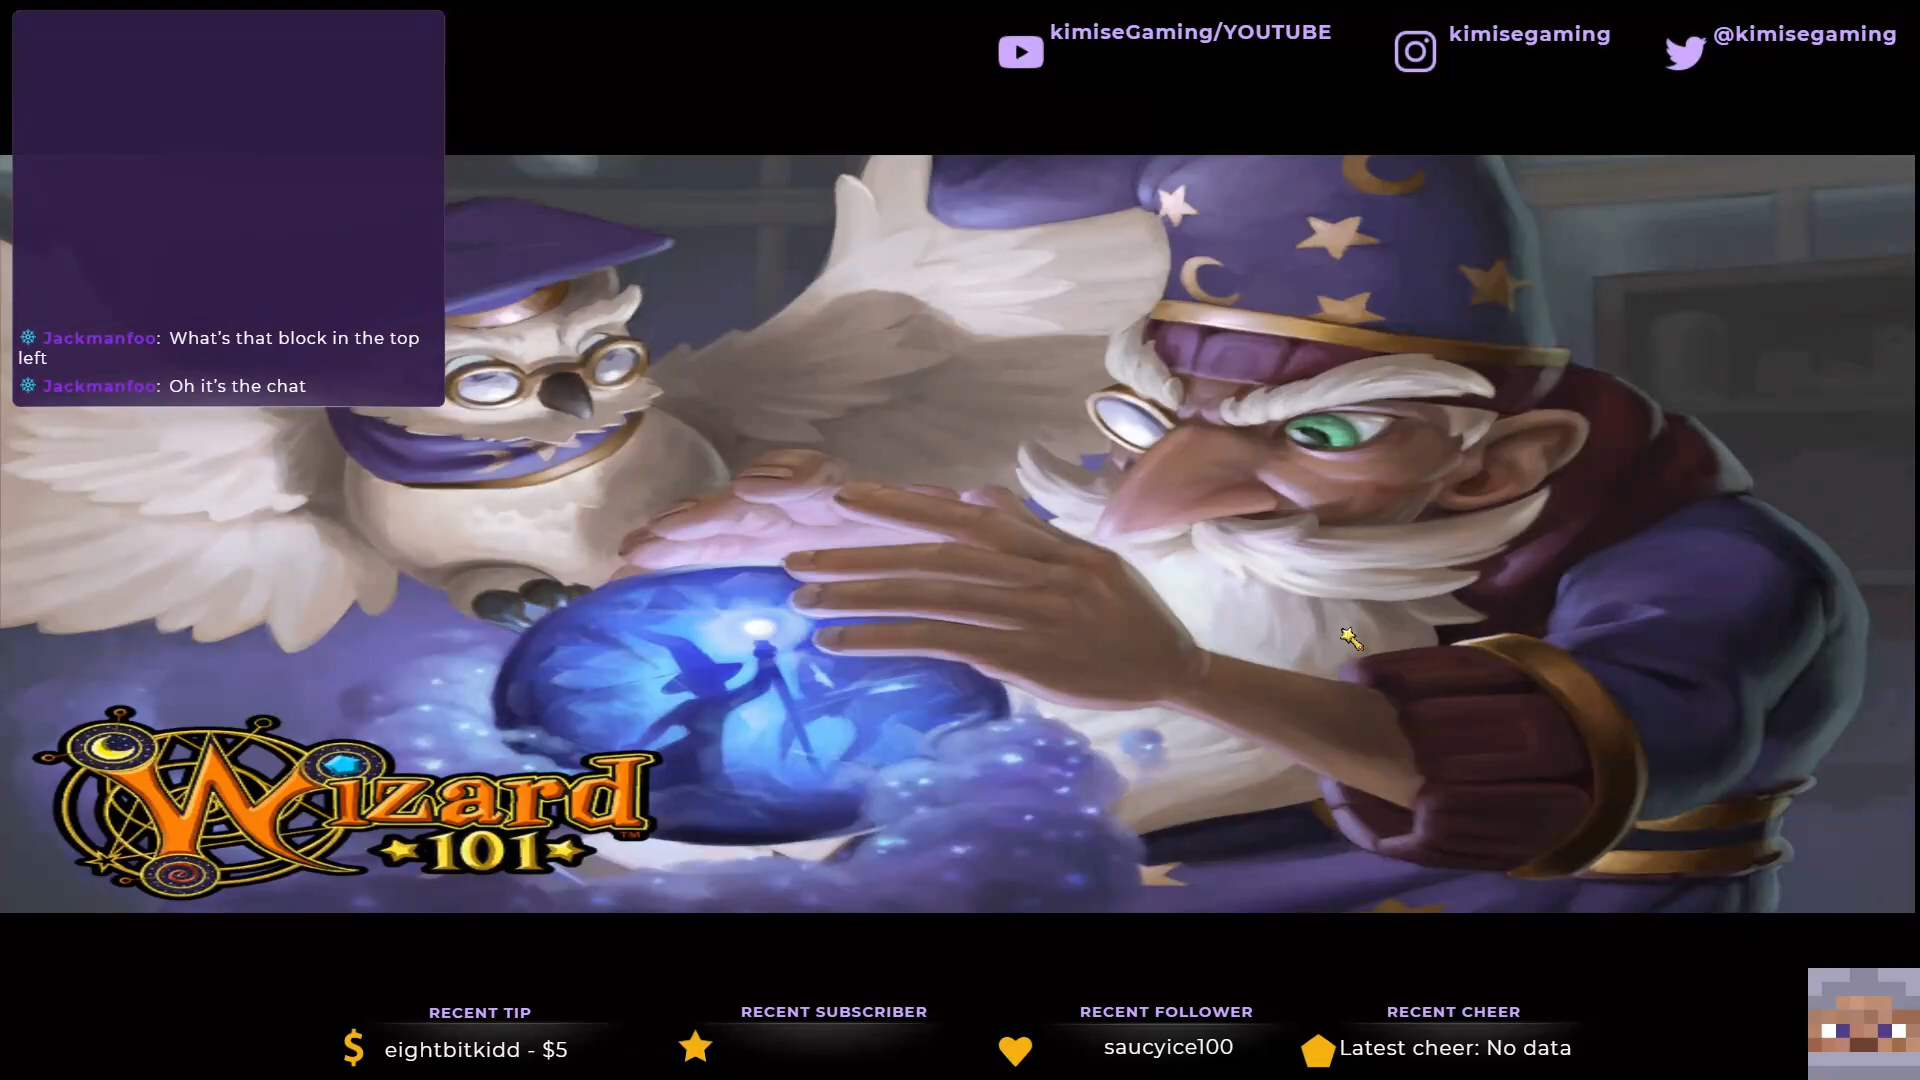 kimiseGaming/YOUTUBE
kimisegaming
@kimisegaming
Jackmanfoo: What's that block in the top
left
Jackmanfoo: Oh it's the chat
Wizard
101
TM
RECENT TIP
eightbitkidd - $5
RECENT SUBSCRIBER
RECENT FOLLOWER
saucyice100
RECENT CHEER
Latest cheer: No data